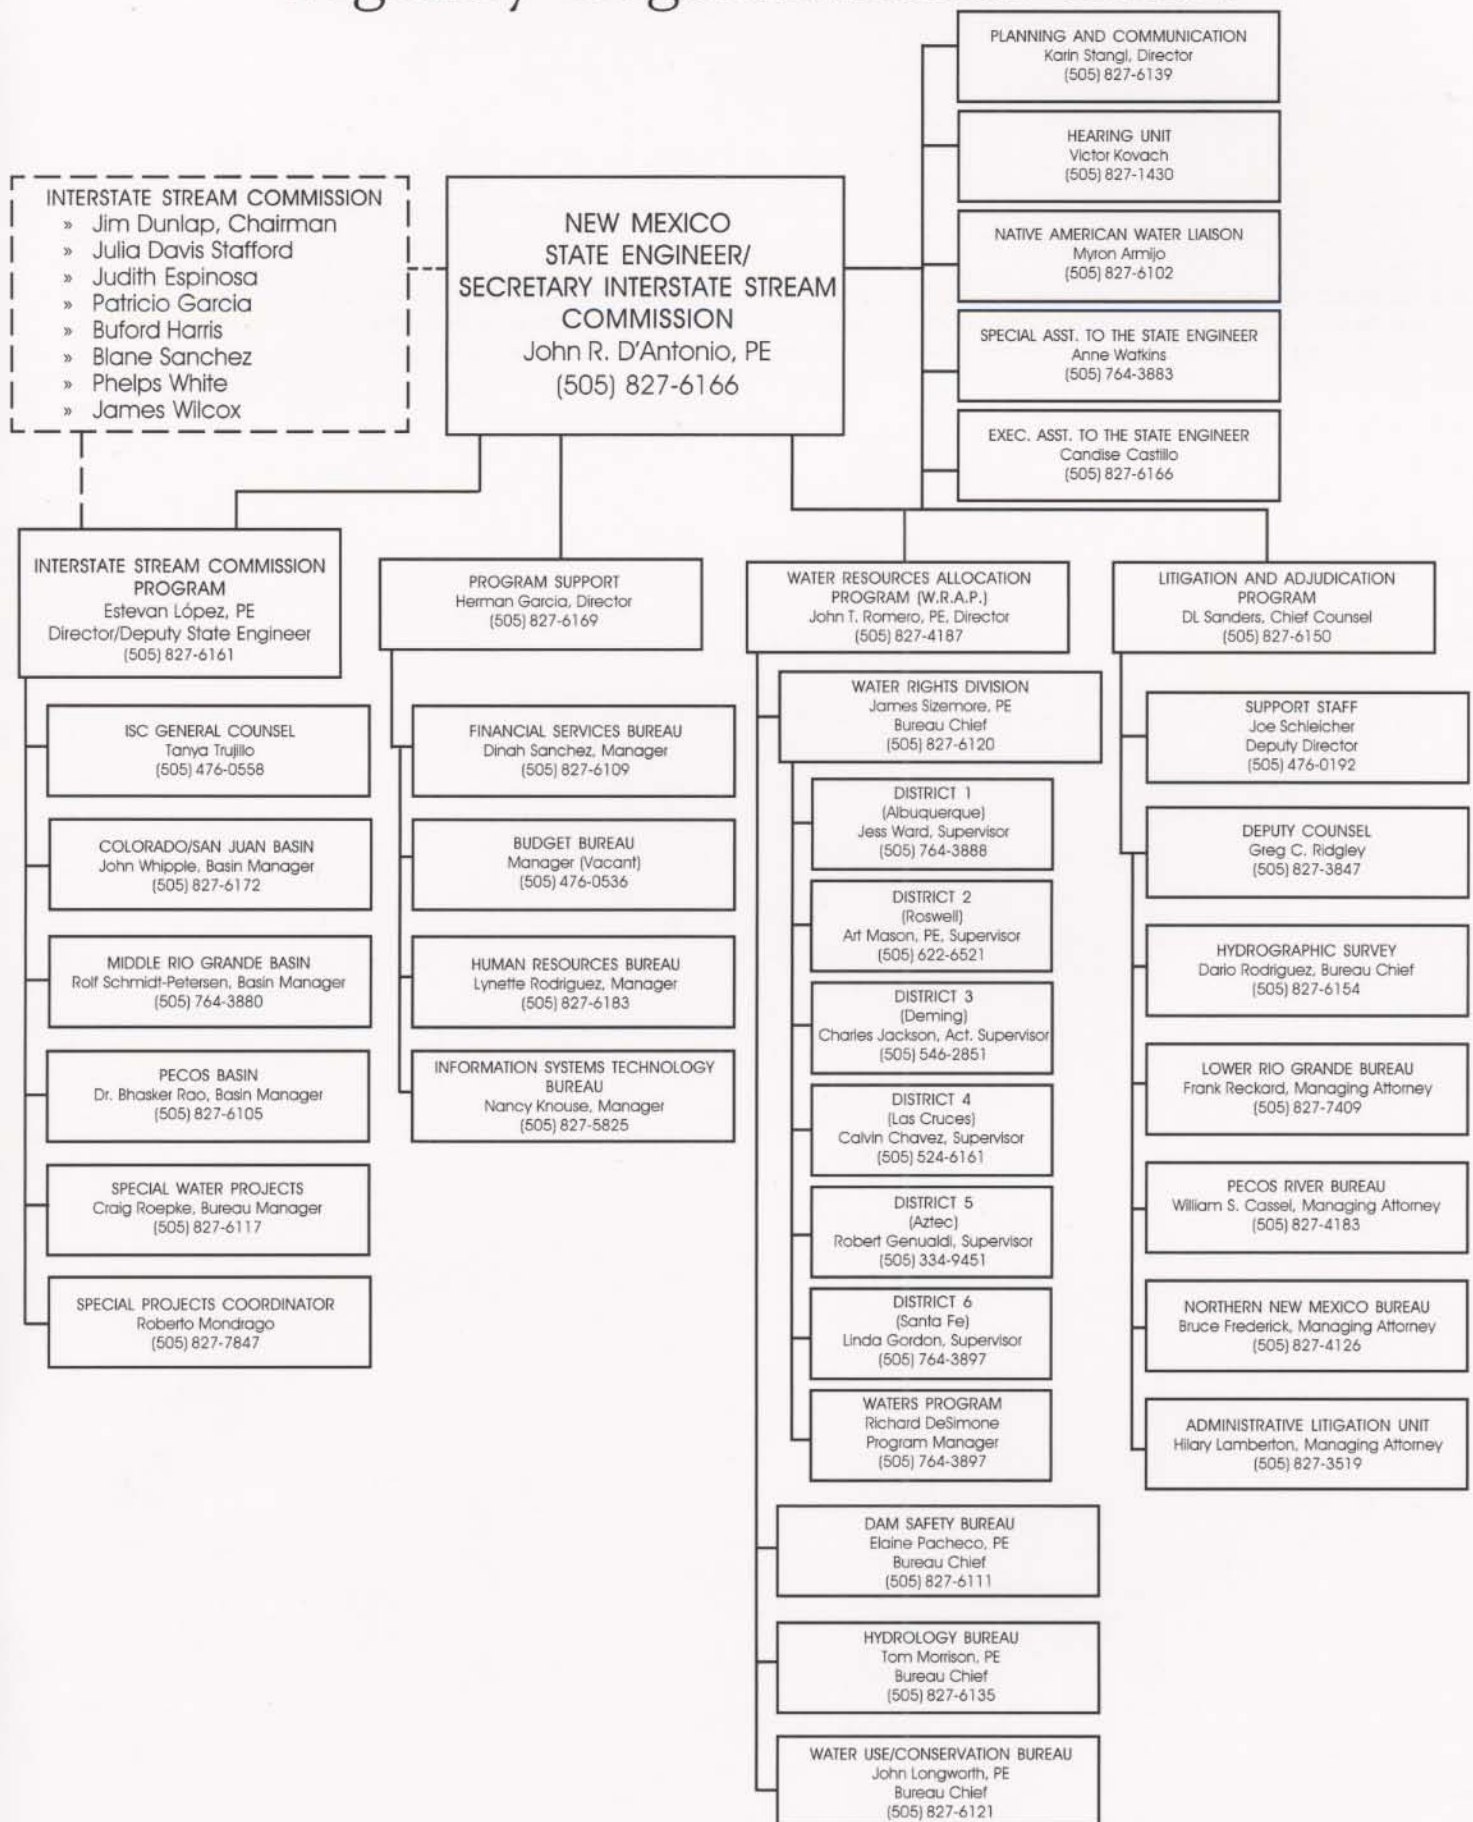 PLANNING AND COMMUNICATION
Karin Stangl, Director
(505) 827-6139
HEARING UNIT
Victor Kovach
(505) 827-1430
NATIVE AMERICAN WATER LIAISON
Myron Armijo
(505) 827-6102
SPECIAL ASST. TO THE STATE ENGINEER
Anne Watkins
(505) 764-3883
EXEC. ASST. TO THE STATE ENGINEER
Candise Castillo
(505) 827-6166
INTERSTATE STREAM COMMISSION
» Jim Dunlap, Chairman
» Julia Davis Stafford
» Judith Espinosa
» Patricio Garcia
» Buford Harris
» Blane Sanchez
» Phelps White
» James Wilcox
NEW MEXICO
STATE ENGINEER/
SECRETARY INTERSTATE STREAM
COMMISSION
John R. D'Antonio, PE
(505) 827-6166
INTERSTATE STREAM COMMISSION
PROGRAM
Estevan López, PE
Director/Deputy State Engineer
(505) 827-6161
ISC GENERAL COUNSEL
Tanya Trujillo
(505) 476-0558
COLORADO/SAN JUAN BASIN
John Whipple, Basin Manager
(505) 827-6172
MIDDLE RIO GRANDE BASIN
Rolf Schmidt-Petersen, Basin Manager
(505) 764-3880
PECOS BASIN
Dr. Bhasker Rao, Basin Manager
(505) 827-6105
SPECIAL WATER PROJECTS
Craig Roepke, Bureau Manager
(505) 827-6117
SPECIAL PROJECTS COORDINATOR
Roberto Mondrago
(505) 827-7847
PROGRAM SUPPORT
Herman Garcia, Director
(505) 827-6169
FINANCIAL SERVICES BUREAU
Dinah Sanchez, Manager
(505) 827-6109
BUDGET BUREAU
Manager (Vacant)
(505) 476-0536
HUMAN RESOURCES BUREAU
Lynette Rodriguez, Manager
(505) 827-6183
INFORMATION SYSTEMS TECHNOLOGY
BUREAU
Nancy Knouse, Manager
(505) 827-5825
WATER RESOURCES ALLOCATION
PROGRAM (W.R.A.P.)
John T. Romero, PE, Director
(505) 827-4187
WATER RIGHTS DIVISION
James Sizemore, PE
Bureau Chief
(505) 827-6120
DISTRICT 1
(Albuquerque)
Jess Ward, Supervisor
(505) 764-3888
DISTRICT 2
(Roswell)
Art Mason, PE, Supervisor
(505) 622-6521
DISTRICT 3
(Deming)
Charles Jackson, Act. Supervisor
(505) 546-2851
DISTRICT 4
(Las Cruces)
Calvin Chavez, Supervisor
(505) 524-6161
DISTRICT 5
(Aztec)
Robert Genualdi, Supervisor
(505) 334-9451
DISTRICT 6
(Santa Fe)
Linda Gordon, Supervisor
(505) 764-3897
WATERS PROGRAM
Richard DeSimone
Program Manager
(505) 764-3897
DAM SAFETY BUREAU
Elaine Pacheco, PE
Bureau Chief
(505) 827-6111
HYDROLOGY BUREAU
Tom Morrison, PE
Bureau Chief
(505) 827-6135
WATER USE/CONSERVATION BUREAU
John Longworth, PE
Bureau Chief
(505) 827-6121
LITIGATION AND ADJUDICATION
PROGRAM
DL Sanders, Chief Counsel
(505) 827-6150
SUPPORT STAFF
Joe Schleicher
Deputy Director
(505) 476-0192
DEPUTY COUNSEL
Greg C. Ridgley
(505) 827-3847
HYDROGRAPHIC SURVEY
Dario Rodriguez, Bureau Chief
(505) 827-6154
LOWER RIO GRANDE BUREAU
Frank Reckard, Managing Attorney
(505) 827-7409
PECOS RIVER BUREAU
William S. Cassel, Managing Attorney
(505) 827-4183
NORTHERN NEW MEXICO BUREAU
Bruce Frederick, Managing Attorney
(505) 827-4126
ADMINISTRATIVE LITIGATION UNIT
Hilary Lamberton, Managing Attorney
(505) 827-3519